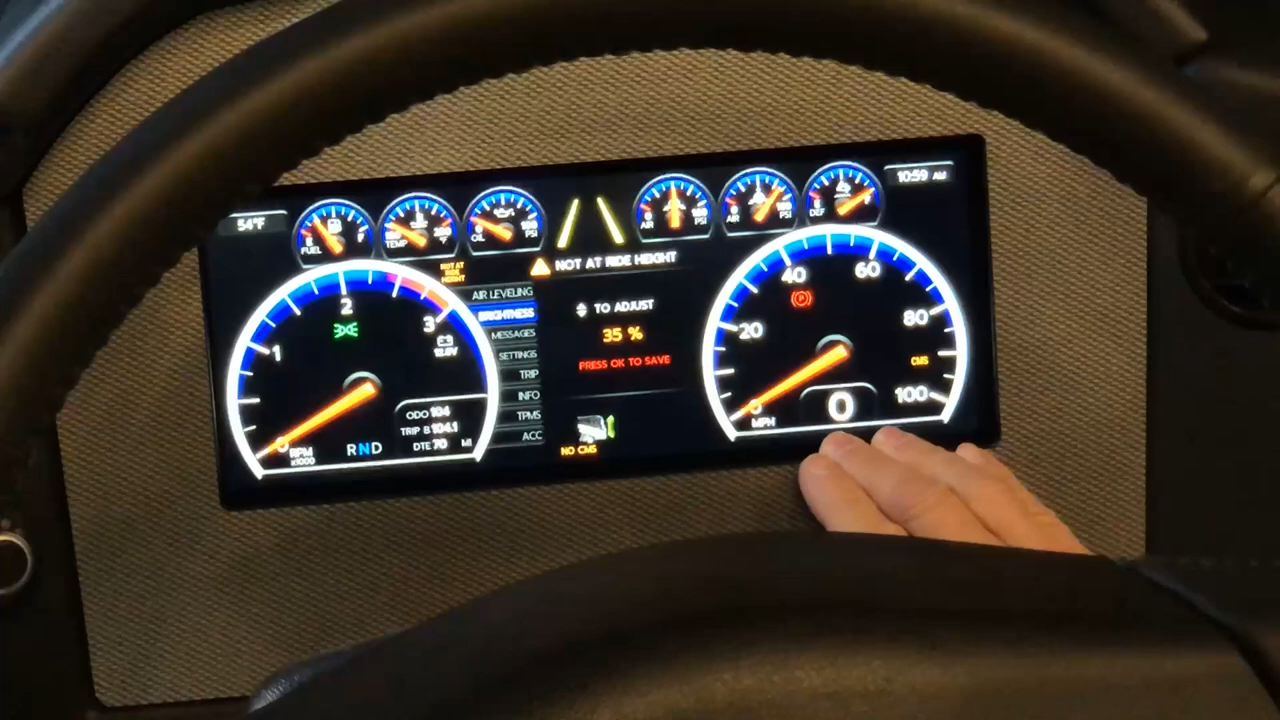 54°F
E F
FUEL
TEMP °F
OIL PSI
AIR PSI
AIR PSI
DEF
10:59 AM
NOT AT
RIDE
HEIGHT
NOT AT RIDE HEIGHT
1 2 3
RPM
x1000
R N D
ODO 104
TRIP B 104.1
DTE 70 MI
AIR LEVELING
BRIGHTNESS
MESSAGES
SETTINGS
TRIP
INFO
TPMS
ACC
TO ADJUST
35 %
PRESS OK TO SAVE
NO CMS
0 20 40 60 80 100
(P)
CMS
MPH
0